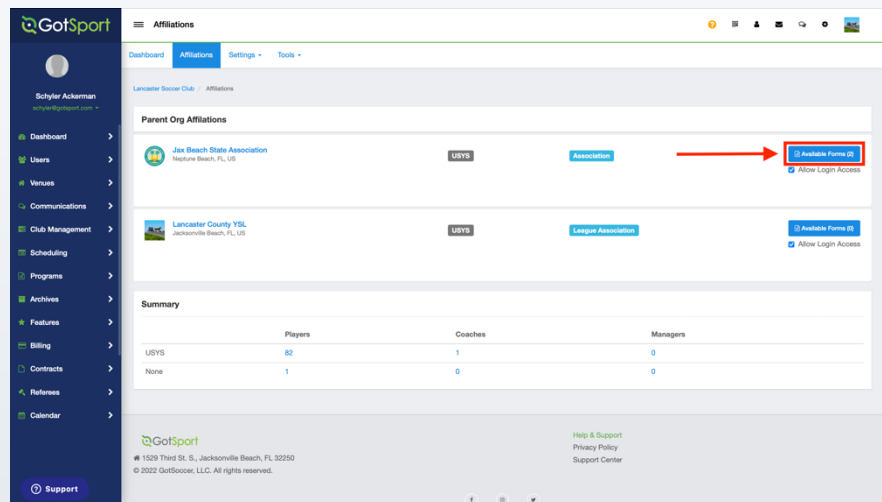 GotSport
Affiliations
Schyler Ackerman
schyler@gotsport.com
Dashboard
Users
Venues
Communications
Club Management
Scheduling
Programs
Archives
Features
Billing
Contracts
Referees
Calendar
Support
Dashboard Affiliations Settings Tools
Lancaster Soccer Club / Affiliations
Parent Org Affilations
Jax Beach State Association
Neptune Beach, FL, US
USYS
Association
Available Forms (2)
Allow Login Access
Lancaster County YSL
Jacksonville Beach, FL, US
USYS
League Association
Available Forms (0)
Allow Login Access
Summary
Players Coaches Managers
USYS 82 1 0
None 1 0 0
GotSport
1529 Third St. S., Jacksonville Beach, FL 32250
© 2022 GotSoccer, LLC. All rights reserved.
Help & Support
Privacy Policy
Support Center